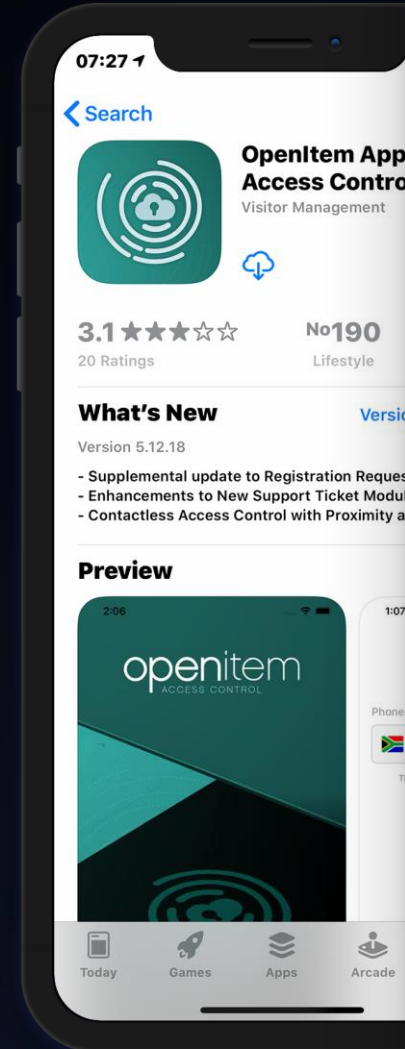 07:27
Search
OpenItem App
Access Contro
Visitor Management
3.1 ★★★☆☆
No190
20 Ratings
Lifestyle
What's New
Versio
Version 5.12.18
- Supplemental update to Registration Reques
- Enhancements to New Support Ticket Modul
- Contactless Access Control with Proximity a
Preview
2:06
1:07
openitem
ACCESS CONTROL
Phone
Today
Games
Apps
Arcade